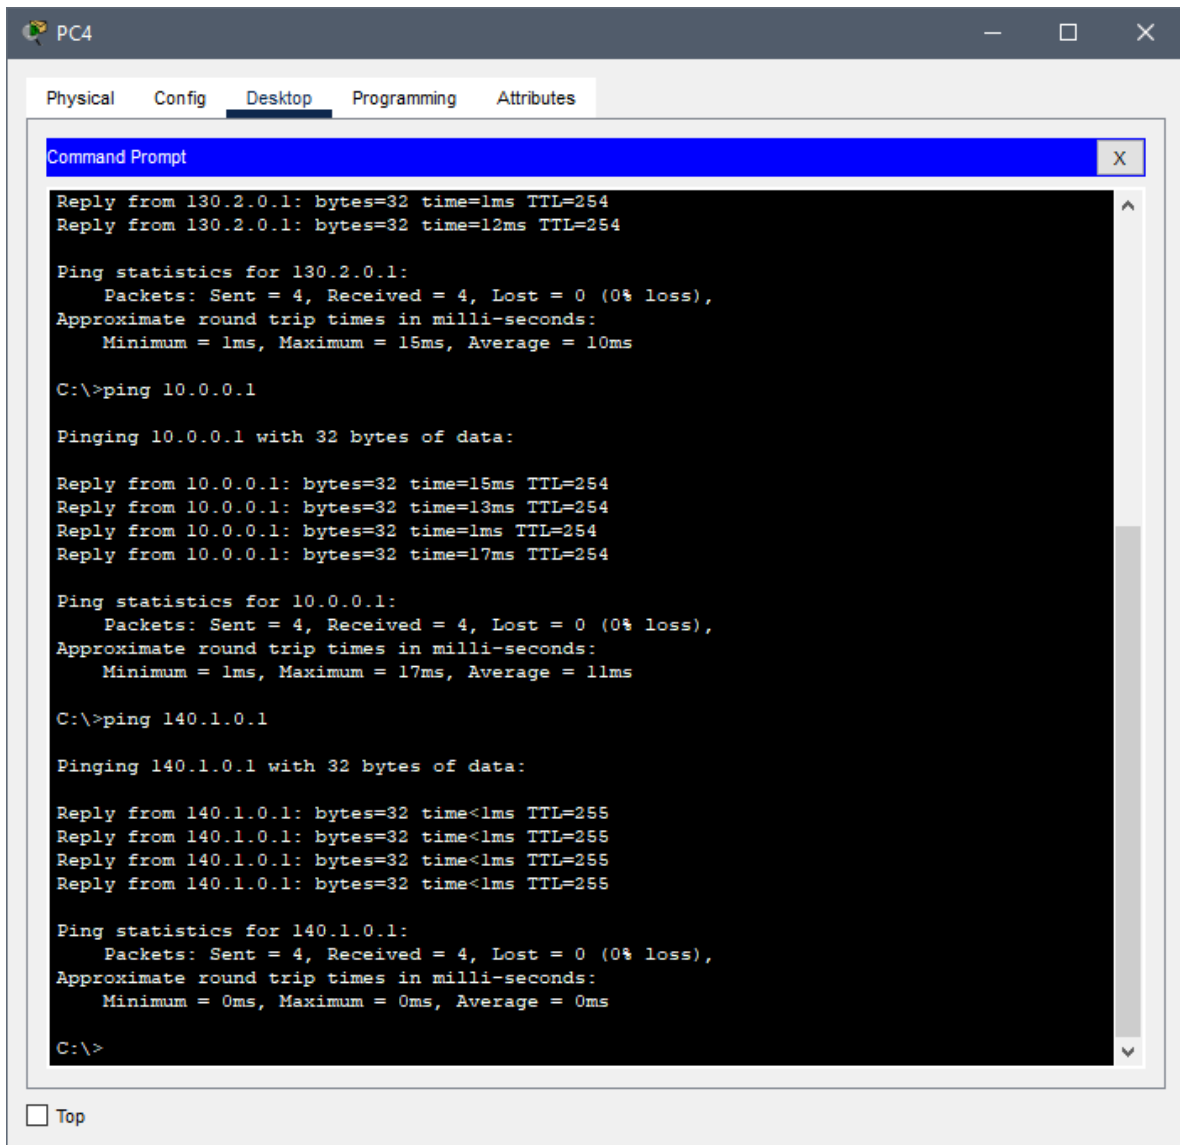 PC4
Physical Config Desktop Programming Attributes
Command Prompt
X
Reply from 130.2.0.1: bytes=32 time=1ms TTL=254
Reply from 130.2.0.1: bytes=32 time=12ms TTL=254
Ping statistics for 130.2.0.1:
Packets: Sent = 4, Received = 4, Lost = 0 (0% loss),
Approximate round trip times in milli-seconds:
Minimum = 1ms, Maximum = 15ms, Average = 10ms
C:\>ping 10.0.0.1
Pinging 10.0.0.1 with 32 bytes of data:
Reply from 10.0.0.1: bytes=32 time=15ms TTL=254
Reply from 10.0.0.1: bytes=32 time=13ms TTL=254
Reply from 10.0.0.1: bytes=32 time=1ms TTL=254
Reply from 10.0.0.1: bytes=32 time=17ms TTL=254
Ping statistics for 10.0.0.1:
Packets: Sent = 4, Received = 4, Lost = 0 (0% loss),
Approximate round trip times in milli-seconds:
Minimum = 1ms, Maximum = 17ms, Average = 11ms
C:\>ping 140.1.0.1
Pinging 140.1.0.1 with 32 bytes of data:
Reply from 140.1.0.1: bytes=32 time<1ms TTL=255
Reply from 140.1.0.1: bytes=32 time<1ms TTL=255
Reply from 140.1.0.1: bytes=32 time<1ms TTL=255
Reply from 140.1.0.1: bytes=32 time<1ms TTL=255
Ping statistics for 140.1.0.1:
Packets: Sent = 4, Received = 4, Lost = 0 (0% loss),
Approximate round trip times in milli-seconds:
Minimum = 0ms, Maximum = 0ms, Average = 0ms
C:\>
Top